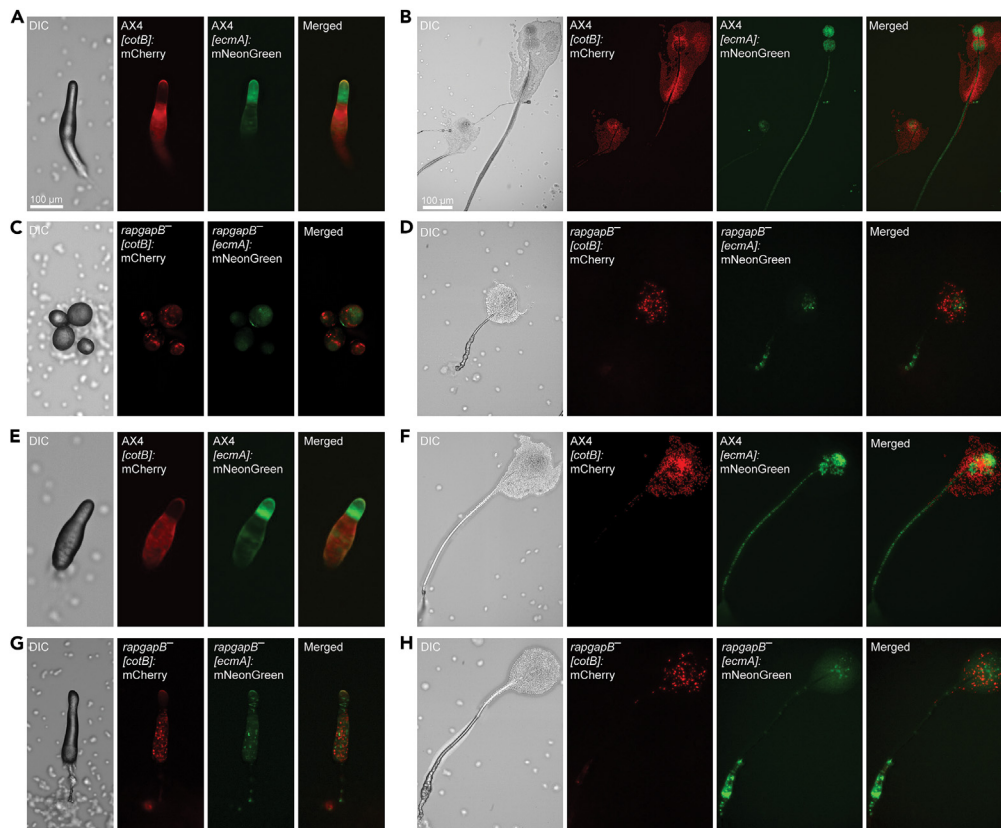 A
DIC
AX4
[cotB]:
mCherry
AX4
[ecmA]:
mNeonGreen
Merged
100 µm
B
DIC
AX4
[cotB]:
mCherry
AX4
[ecmA]:
mNeonGreen
Merged
100 µm
C
DIC
rapgapB–
[cotB]:
mCherry
rapgapB–
[ecmA]:
mNeonGreen
Merged
D
DIC
rapgapB–
[cotB]:
mCherry
rapgapB–
[ecmA]:
mNeonGreen
Merged
E
DIC
AX4
[cotB]:
mCherry
AX4
[ecmA]:
mNeonGreen
Merged
F
DIC
AX4
[cotB]:
mCherry
AX4
[ecmA]:
mNeonGreen
Merged
G
DIC
rapgapB–
[cotB]:
mCherry
rapgapB–
[ecmA]:
mNeonGreen
Merged
H
DIC
rapgapB–
[cotB]:
mCherry
rapgapB–
[ecmA]:
mNeonGreen
Merged